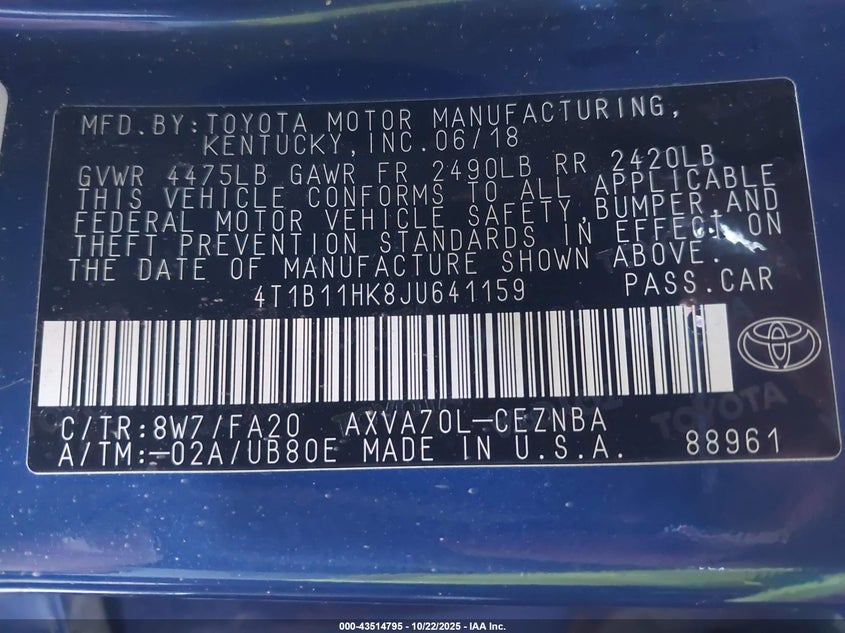 MFD.BY:TOYOTA MOTOR MANUFACTURING,
KENTUCKY,INC.06/18
GVWR 4475LB GAWR FR 2490LB RR 2420LB
THIS VEHICLE CONFORMS TO ALL APPLICABLE
FEDERAL MOTOR VEHICLE SAFETY,BUMPER,AND
THEFT PREVENTION STANDARDS IN EFFECT ON
THE DATE OF MANUFACTURE SHOWN ABOVE.
4T1B11HK8JU641159 PASS.CAR
TOYOTA
C/TR:8W7/FA20 AXVA70L-CEZNBA
A/TM:-02A/UB80E MADE IN U.S.A. 88961
000-43514795 - 10/22/2025 - IAA Inc.